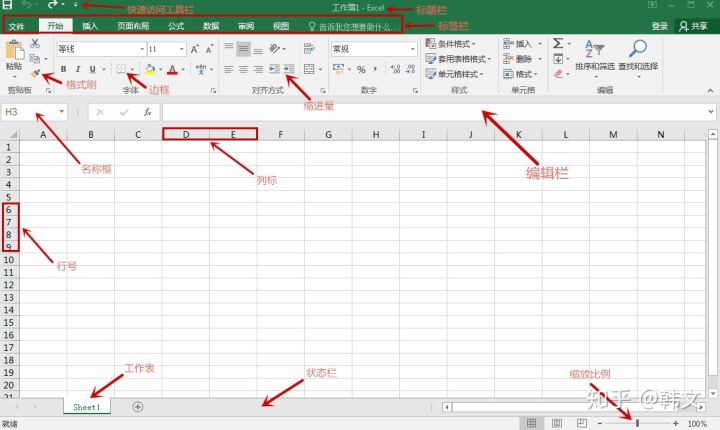 快速访问工具栏
工作簿1 - Excel
标题栏
文件 开始 插入 页面布局 公式 数据 审阅 视图 告诉我您想要做什么... 标签栏 登录 共享
等线 11 常规 条件格式 插入
粘贴 套用表格格式 删除 排序和筛选 查找和选择
格式刷 B I U 边框 A % 单元格样式 格式
剪贴板 字体 对齐方式 数字 样式 单元格 编辑
缩进量
H3 fx
A B C D E F G H I J K L M N
1
2
名称框 编辑栏
3
列标
4
5
6
7
8
9
行号
10
11
12
13
14
15
16
17
18
工作表 状态栏 缩放比例
19
20
21
知乎 @韩文
Sheet1
就绪 100%